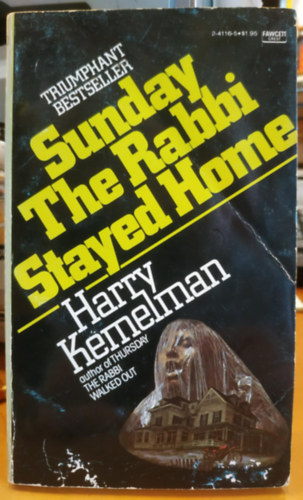 2-4116-5•$1.95
FAWCETT
CREST
TRIUMPHANT
BESTSELLER
Sunday
The Rabbi
Stayed Home
Harry
Kemelman
author of THURSDAY
THE RABBI
WALKED OUT